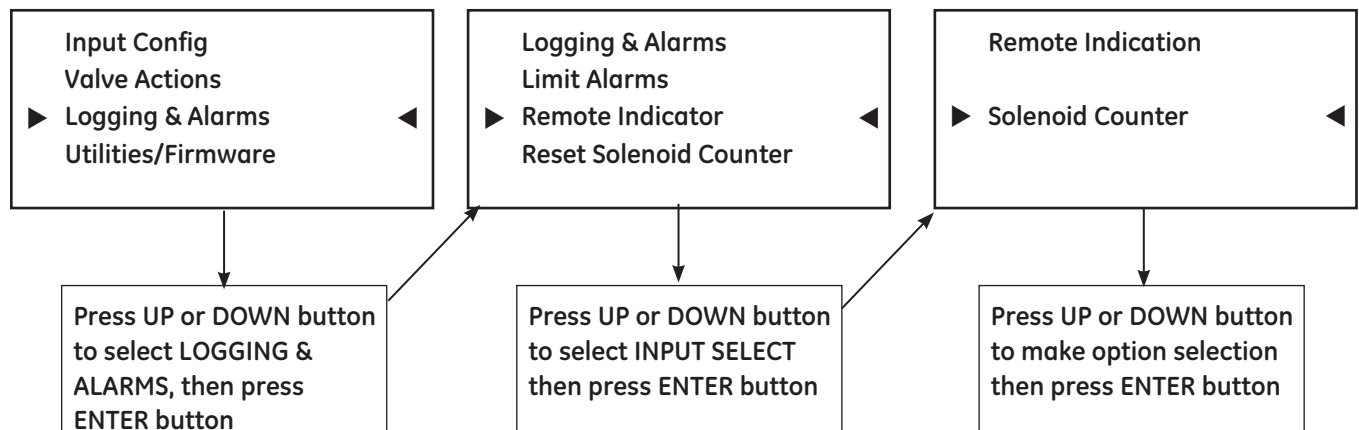 Input Config
Valve Actions
Logging & Alarms
Utilities/Firmware
Press UP or DOWN button
to select LOGGING &
ALARMS, then press
ENTER button
Logging & Alarms
Limit Alarms
Remote Indicator
Reset Solenoid Counter
Press UP or DOWN button
to select INPUT SELECT
then press ENTER button
Remote Indication
Solenoid Counter
Press UP or DOWN button
to make option selection
then press ENTER button